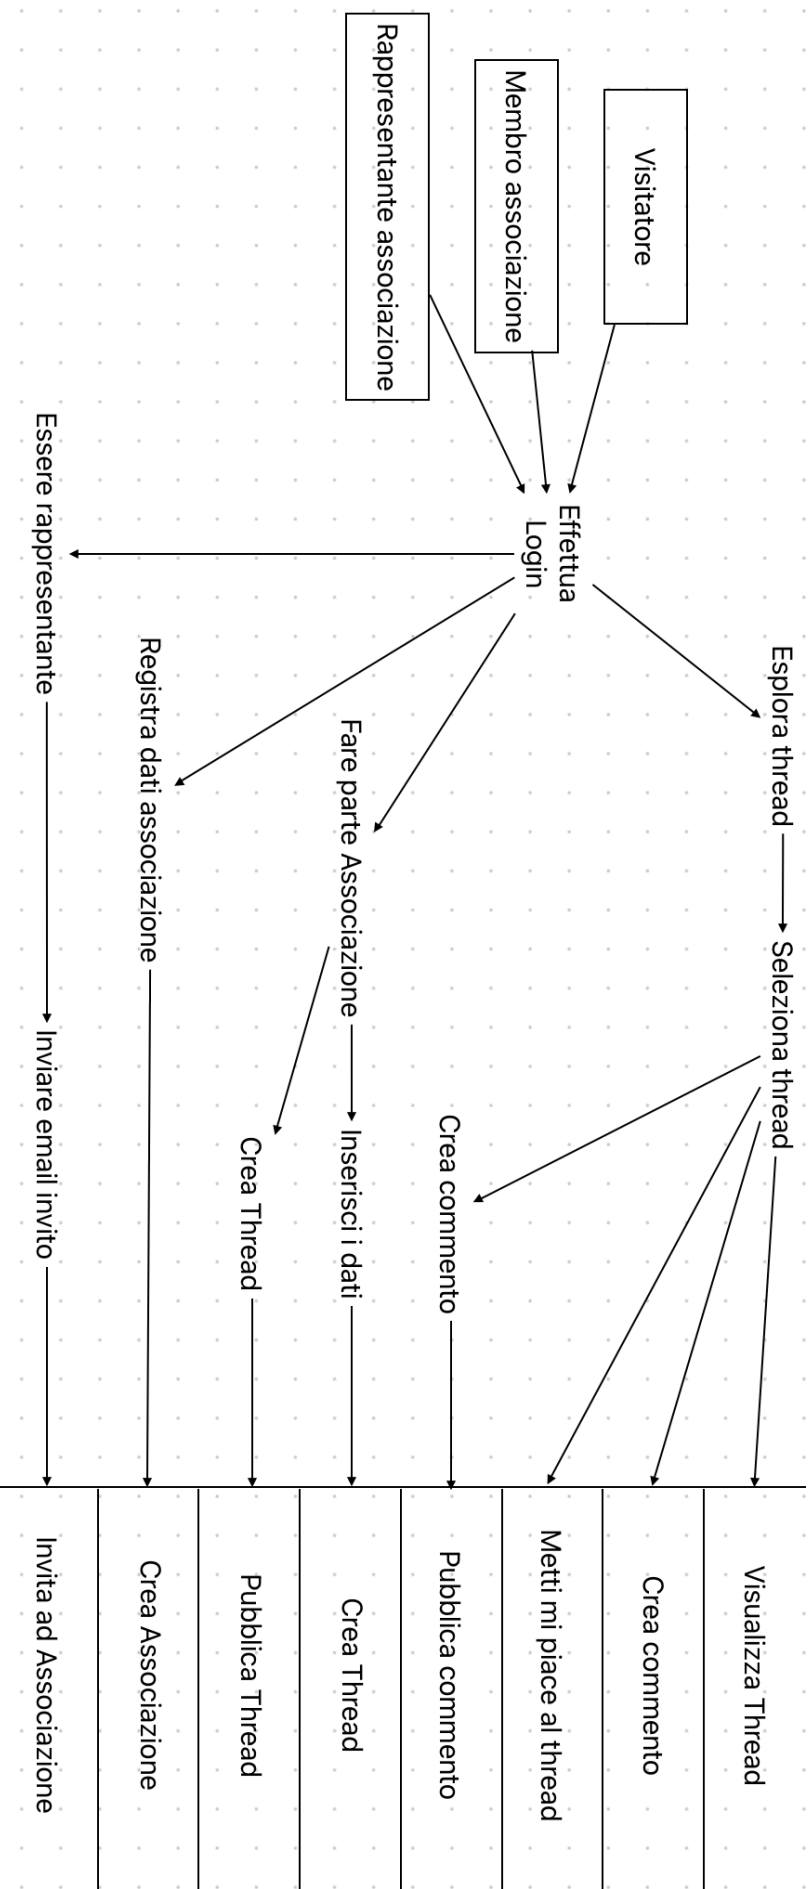 Visitatore
Membro associazione
Rappresentante associazione
Effettua
Login
Esplora thread
Seleziona thread
Crea commento
Fare parte Associazione
Inserisci i dati
Crea Thread
Registra dati associazione
Essere rappresentante
Inviare email invito
Visualizza Thread
Crea commento
Metti mi piace al thread
Pubblica commento
Crea Thread
Pubblica Thread
Crea Associazione
Invita ad Associazione